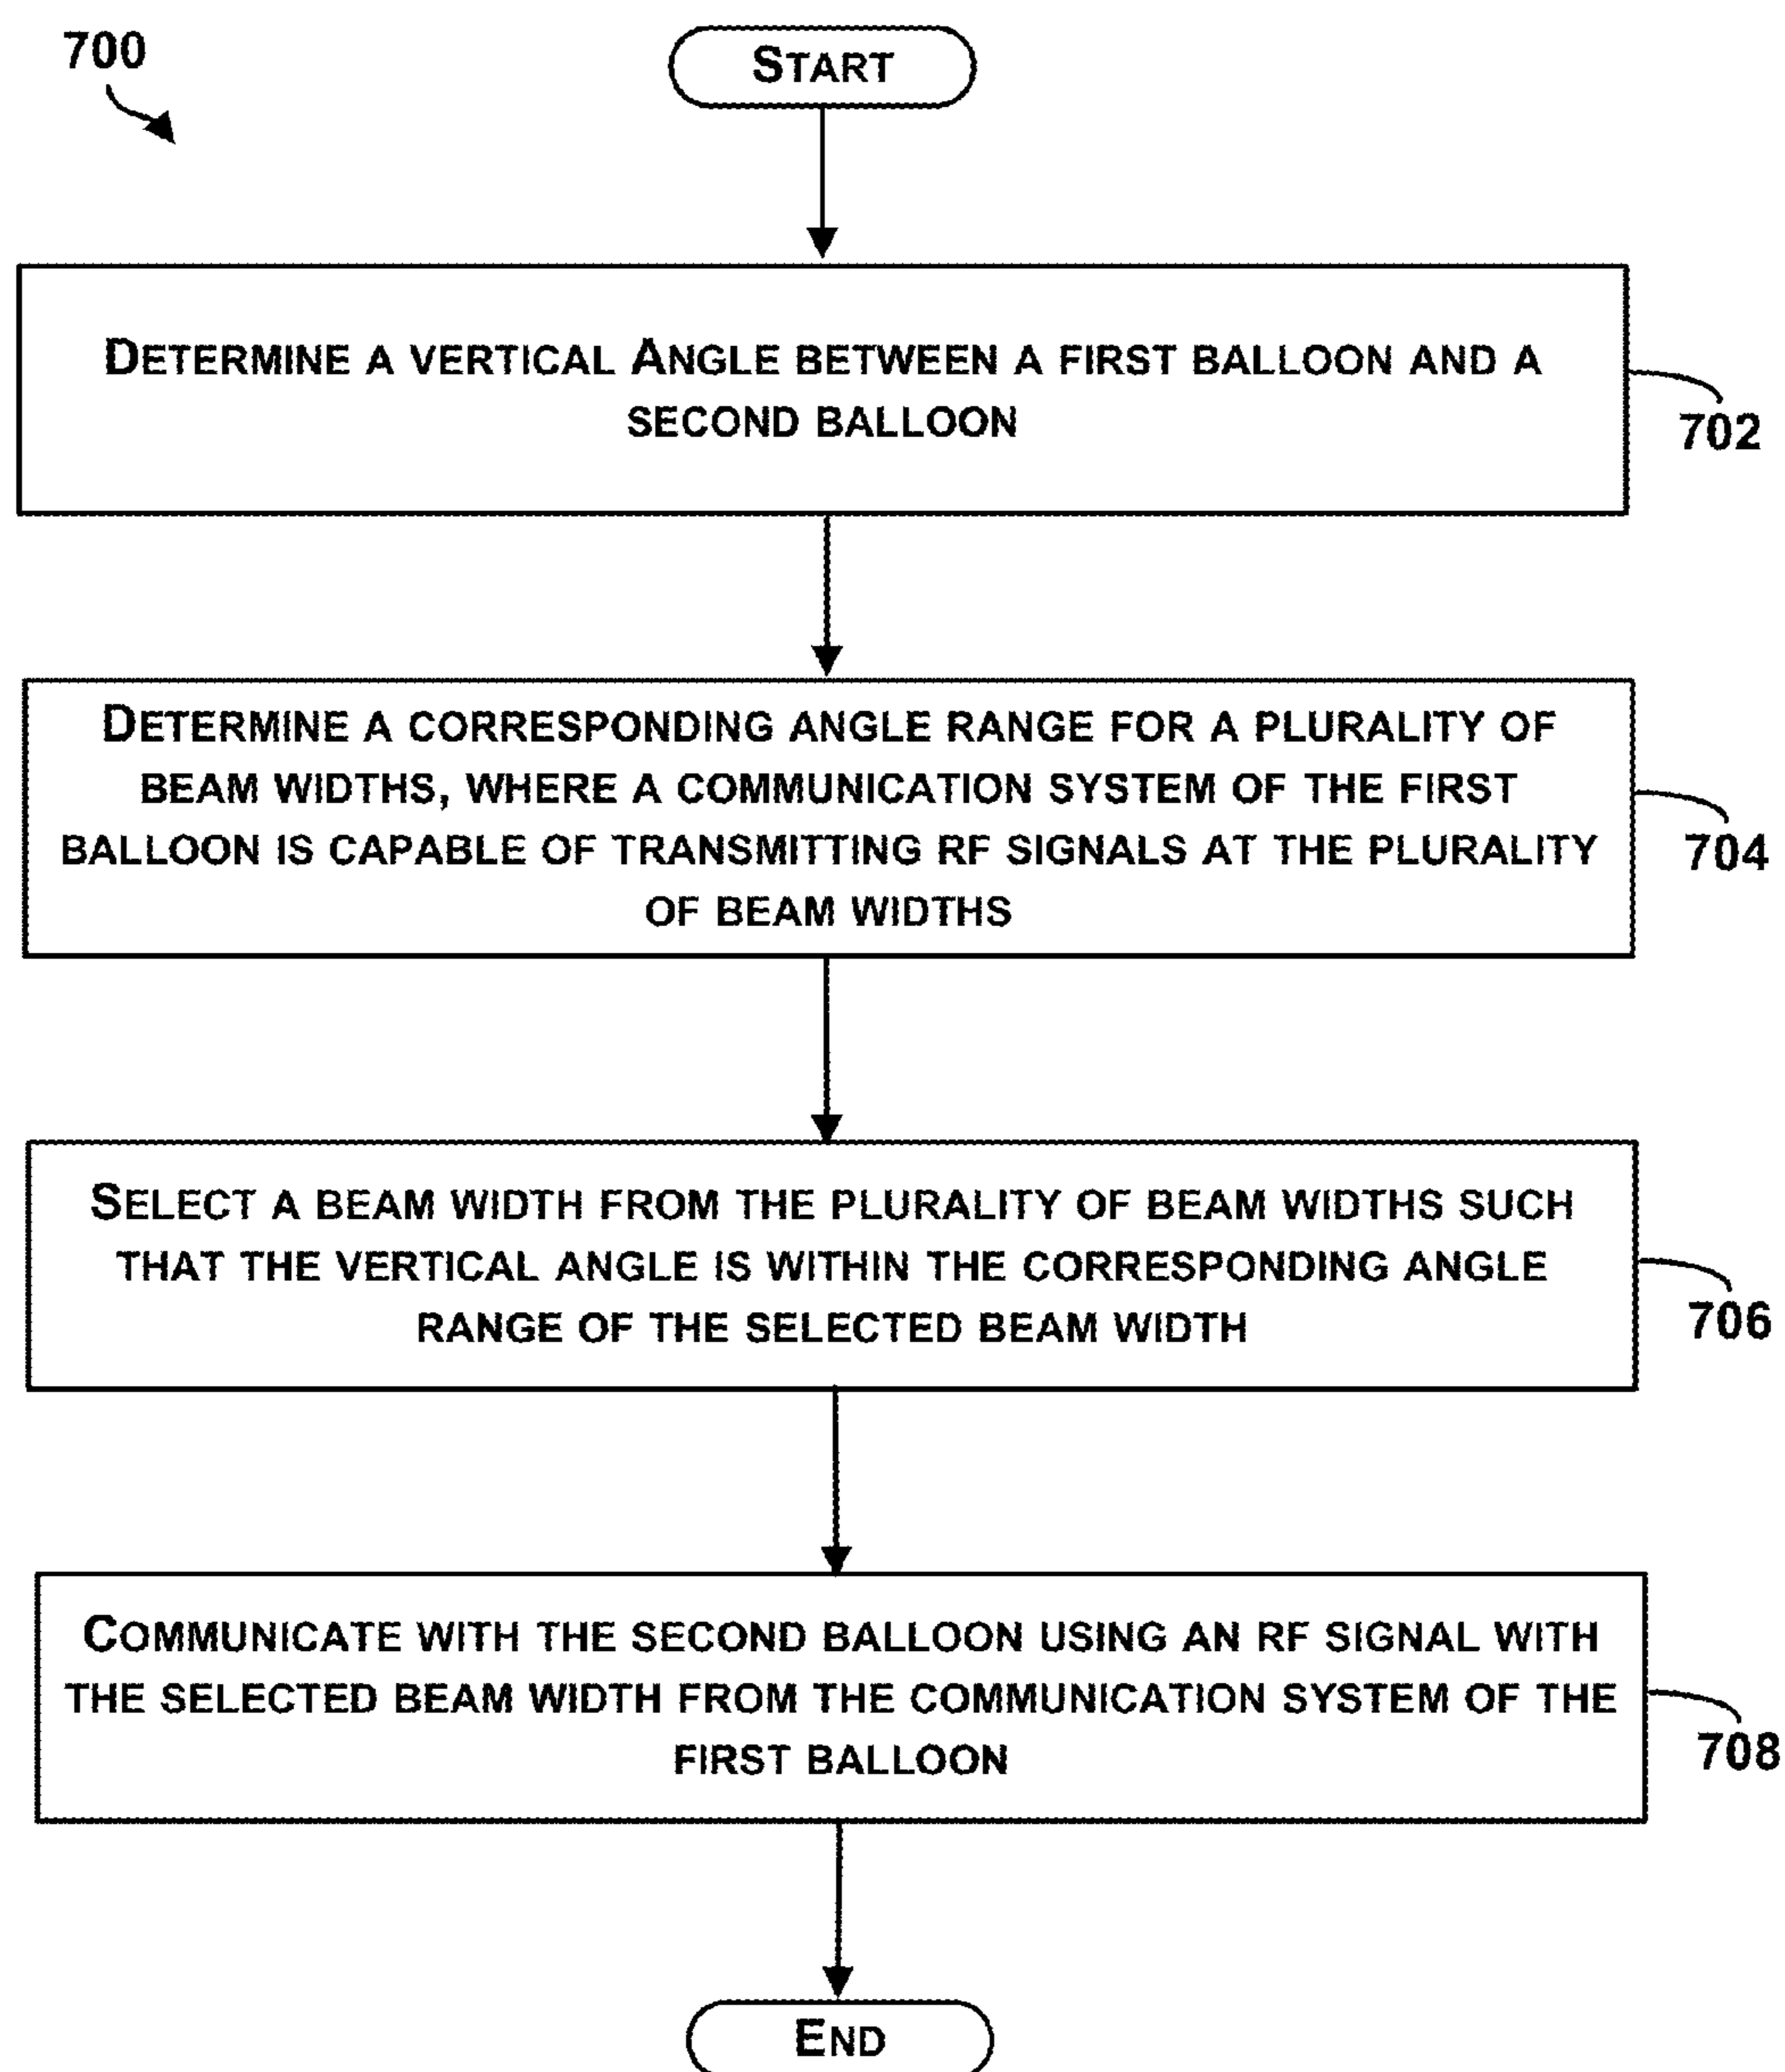 700
START
DETERMINE A VERTICAL ANGLE BETWEEN A FIRST BALLOON AND A
SECOND BALLOON
702
DETERMINE A CORRESPONDING ANGLE RANGE FOR A PLURALITY OF
BEAM WIDTHS, WHERE A COMMUNICATION SYSTEM OF THE FIRST
BALLOON IS CAPABLE OF TRANSMITTING RF SIGNALS AT THE PLURALITY
OF BEAM WIDTHS
704
SELECT A BEAM WIDTH FROM THE PLURALITY OF BEAM WIDTHS SUCH
THAT THE VERTICAL ANGLE IS WITHIN THE CORRESPONDING ANGLE
RANGE OF THE SELECTED BEAM WIDTH
706
COMMUNICATE WITH THE SECOND BALLOON USING AN RF SIGNAL WITH
THE SELECTED BEAM WIDTH FROM THE COMMUNICATION SYSTEM OF THE
FIRST BALLOON
708
END